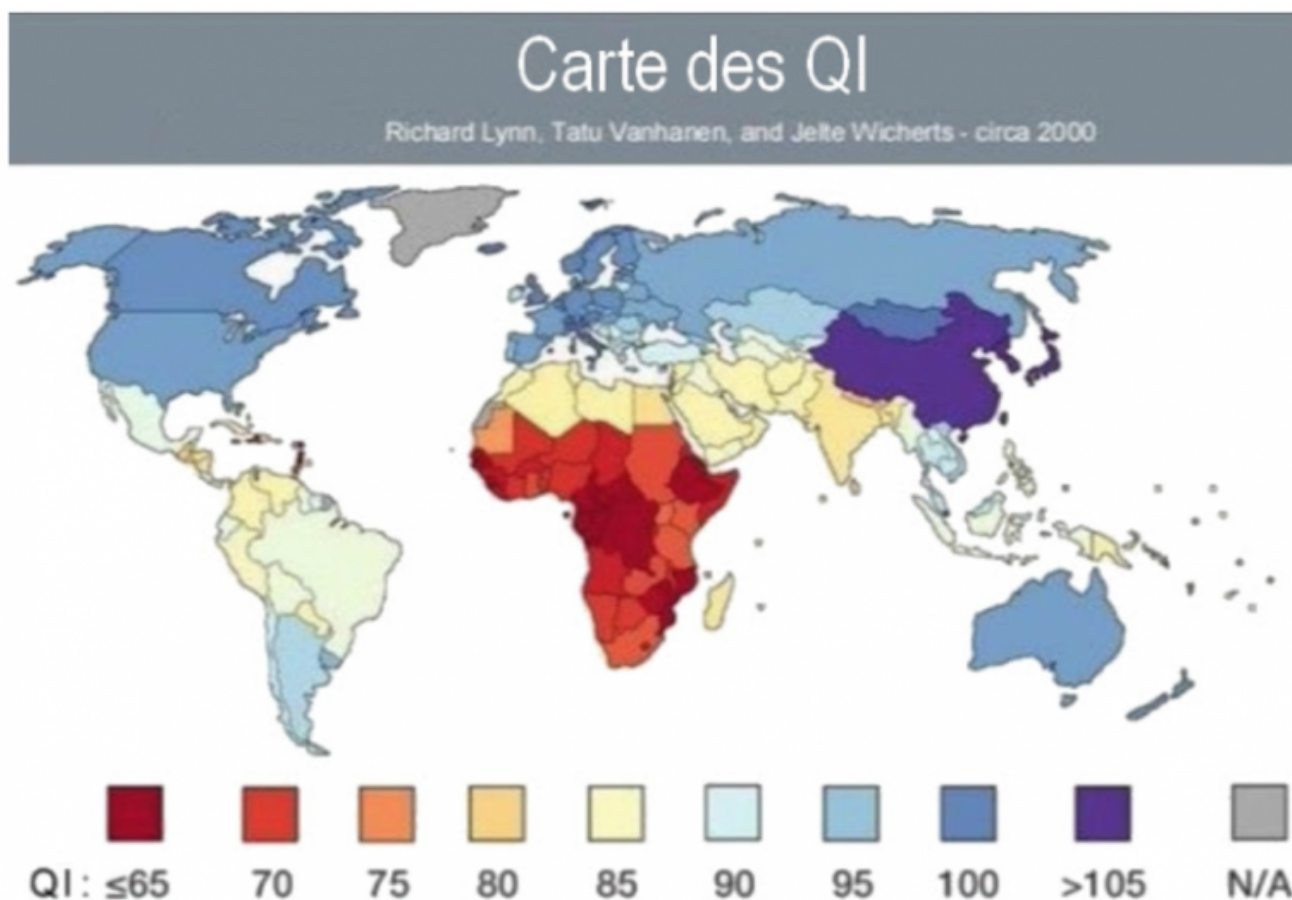 Carte des QI
Richard Lynn, Tatu Vanhanen, and Jelte Wicherts - circa 2000
QI: ≤65 70 75 80 85 90 95 100 >105 N/A